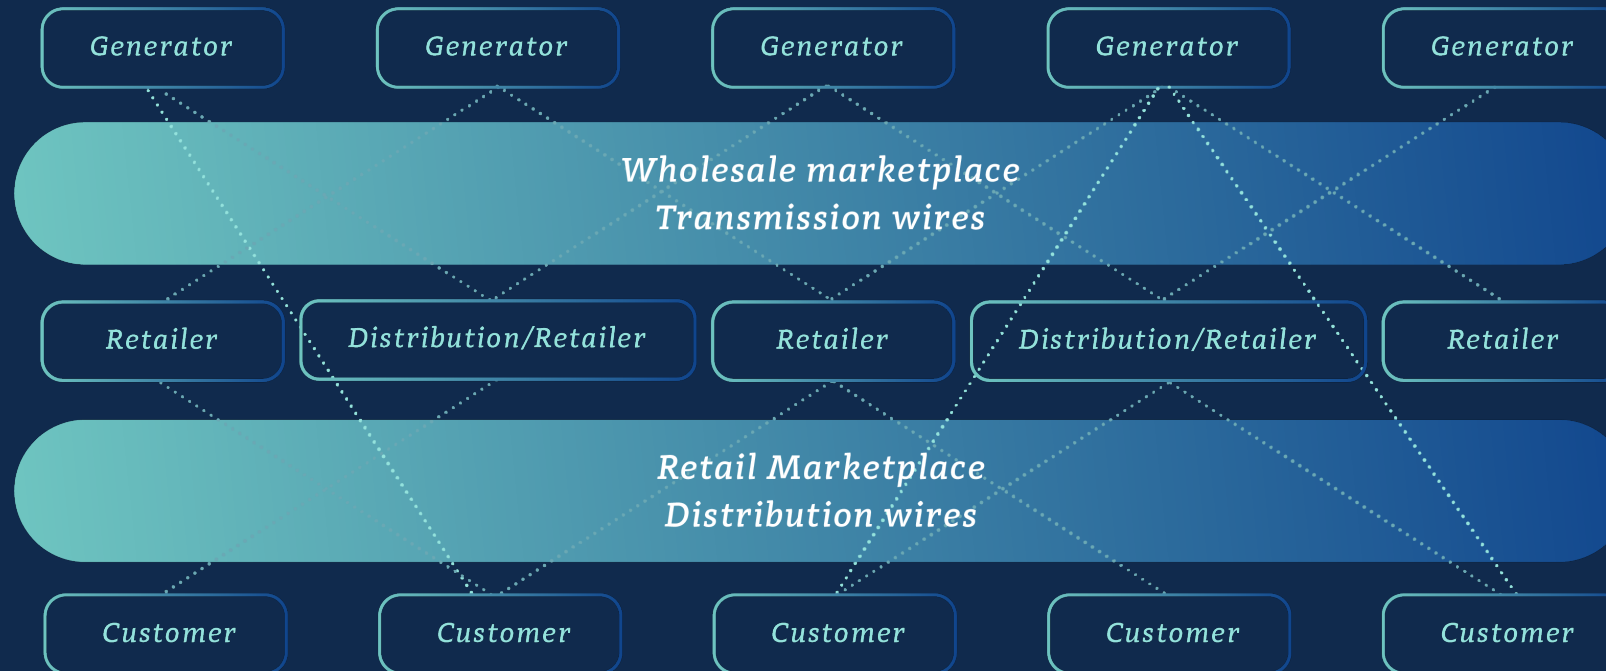 Generator
Generator
Generator
Generator
Generator
Wholesale marketplace
Transmission wires
Retailer
Distribution/Retailer
Retailer
Distribution/Retailer
Retailer
Retail Marketplace
Distribution wires
Customer
Customer
Customer
Customer
Customer